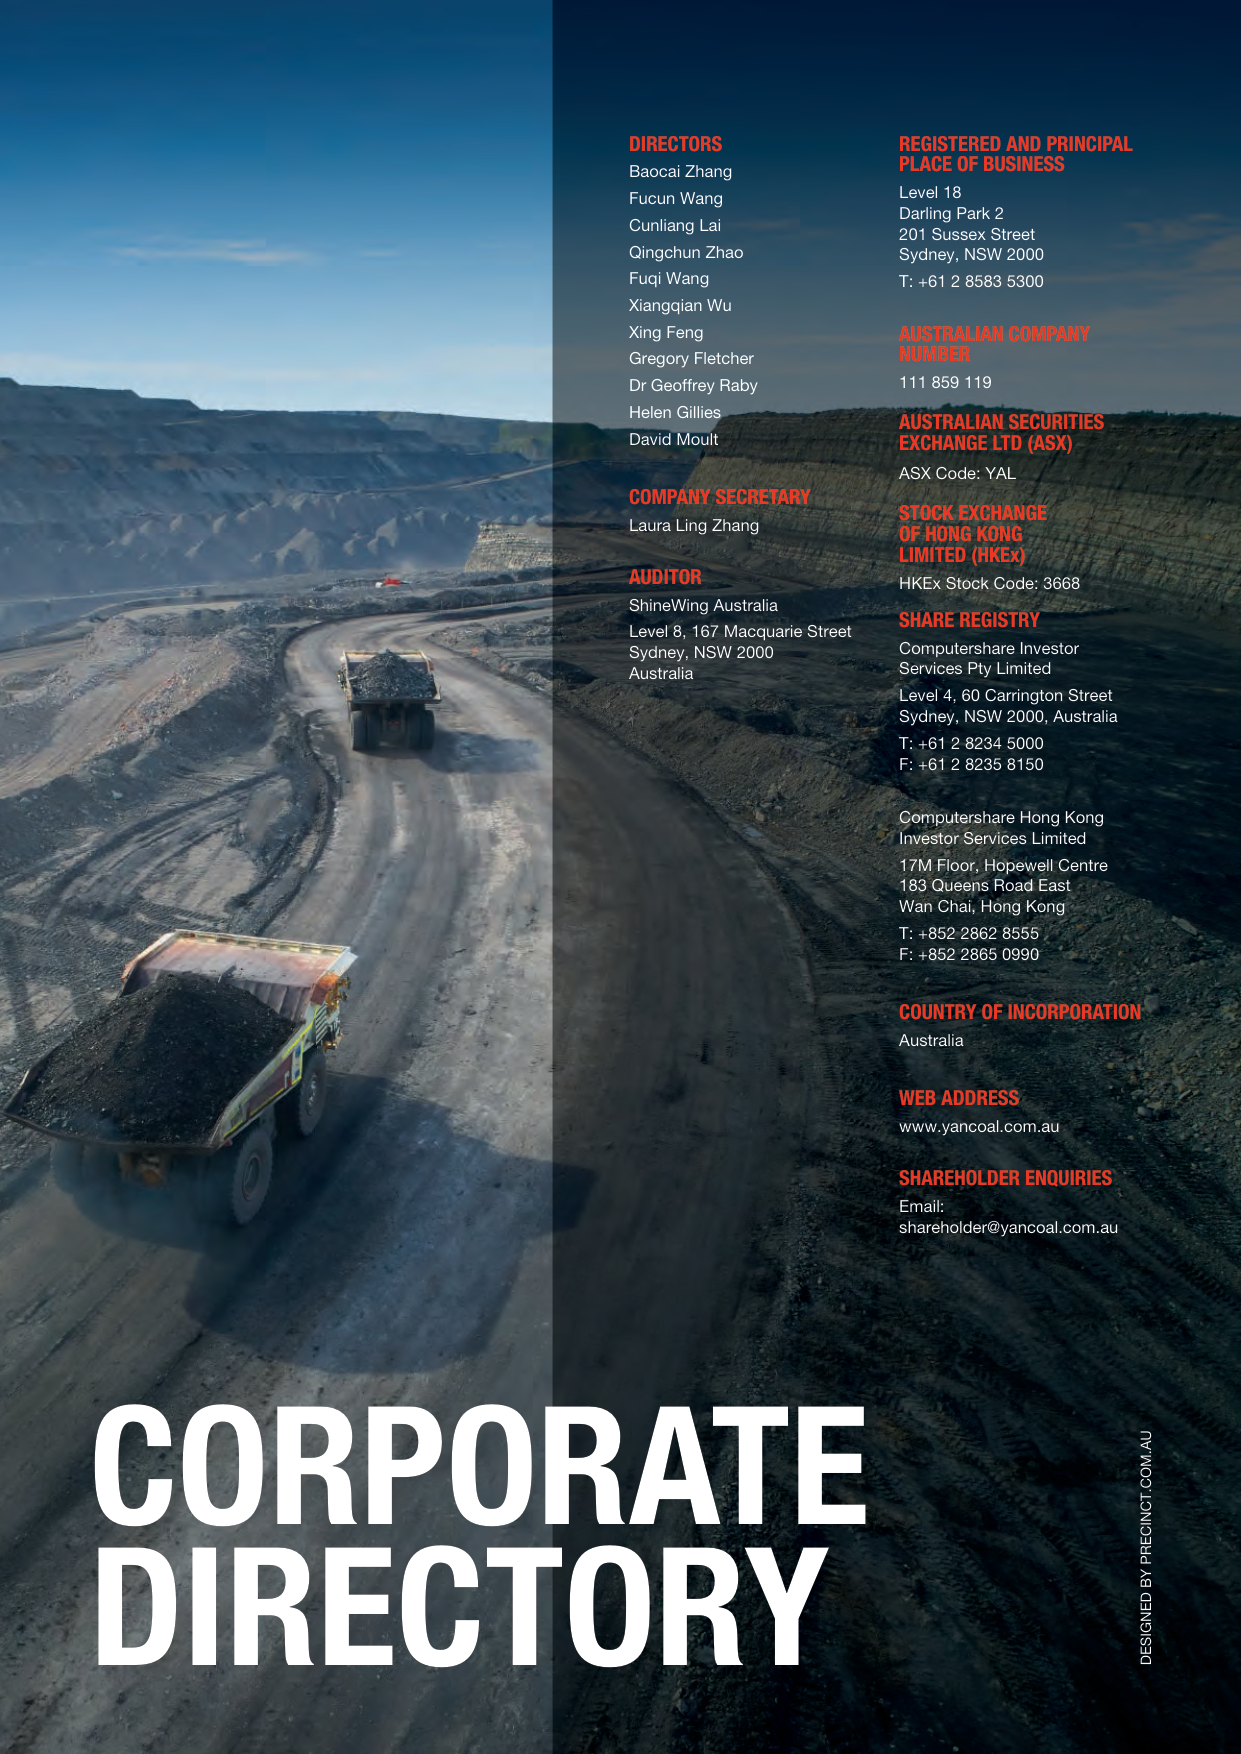 DIRECTORS
Baocai Zhang
Fucun Wang
Cunliang Lai
Qingchun Zhao
Fuqi Wang
Xiangqian Wu
Xing Feng
Gregory Fletcher
Dr Geoffrey Raby
Helen Gillies
David Moult
COMPANY SECRETARY
Laura Ling Zhang
AUDITOR
ShineWing Australia
Level 8, 167 Macquarie Street
Sydney, NSW 2000
Australia
REGISTERED AND PRINCIPAL
PLACE OF BUSINESS
Level 18
Darling Park 2
201 Sussex Street
Sydney, NSW 2000
T: +61 2 8583 5300
AUSTRALIAN COMPANY
NUMBER
111 859 119
AUSTRALIAN SECURITIES
EXCHANGE LTD (ASX)
ASX Code: YAL
STOCK EXCHANGE
OF HONG KONG
LIMITED (HKEx)
HKEx Stock Code: 3668
SHARE REGISTRY
Computershare Investor
Services Pty Limited
Level 4, 60 Carrington Street
Sydney, NSW 2000, Australia
T: +61 2 8234 5000
F: +61 2 8235 8150
Computershare Hong Kong
Investor Services Limited
17M Floor, Hopewell Centre
183 Queens Road East
Wan Chai, Hong Kong
T: +852 2862 8555
F: +852 2865 0990
COUNTRY OF INCORPORATION
Australia
WEB ADDRESS
www.yancoal.com.au
SHAREHOLDER ENQUIRIES
Email:
shareholder@yancoal.com.au
CORPORATE
DIRECTORY
DESIGNED BY PRECINCT.COM.AU